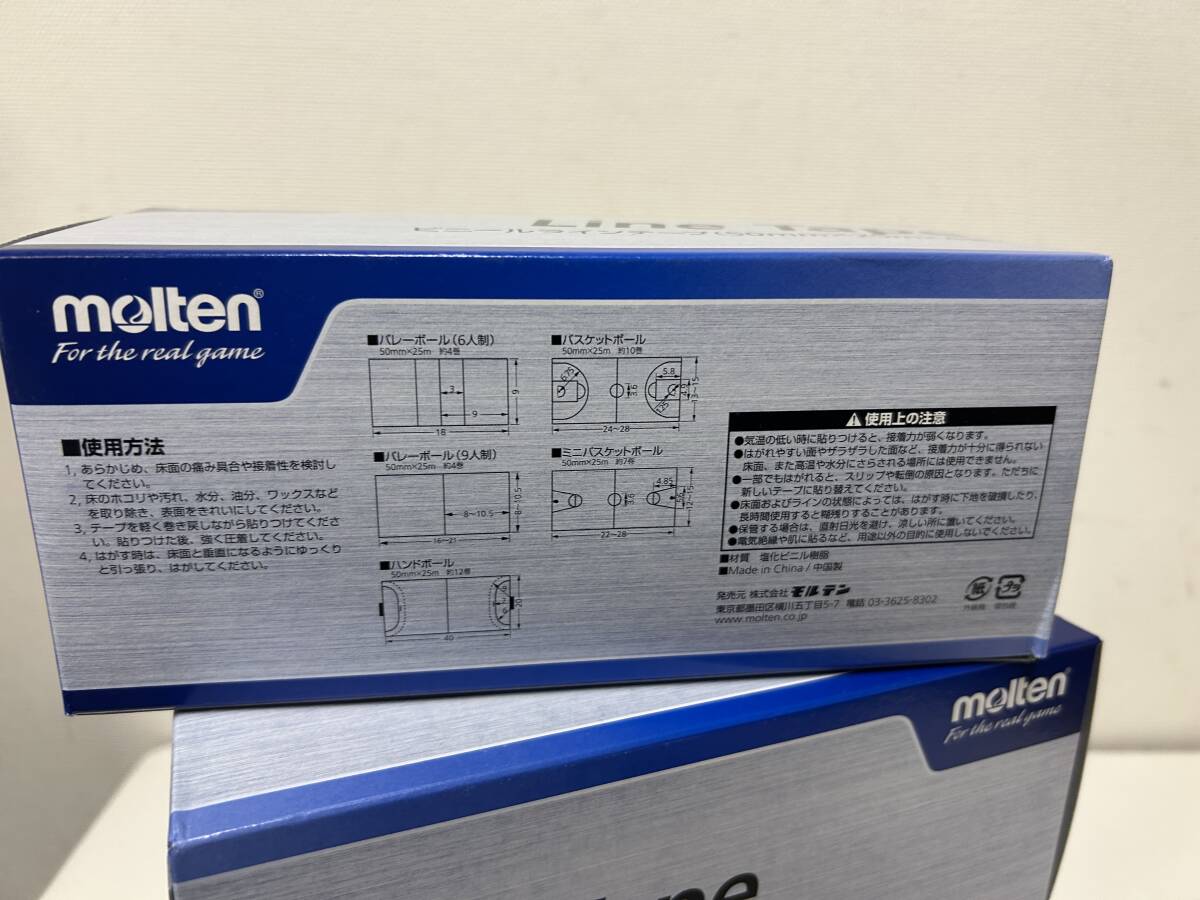 Line Tape
ビニールラインテープ
molten®
For the real game
■使用方法
1, あらかじめ、床面の痛み具合や接着性を検討し
てください。
2, 床のホコリや汚れ、水分、油分、ワックスなど
を取り除き、表面をきれいにしてください。
3, テープを軽く巻き戻しながら貼りつけてくださ
い。貼りつけた後、強く圧着してください。
4, はがす時は、床面と垂直になるようにゆっくり
と引っ張り、はがしてください。
■バレーボール(6人制)
50mm×25m 約4巻
3
9
9
18
■バレーボール(9人制)
50mm×25m 約4巻
8~10.5
8~10.5
16~21
■ハンドボール
50mm×25m 約12巻
20
40
■バスケットボール
50mm×25m 約10巻
6.75
3.6
5.8
4.9
13~15
24~28
■ミニバスケットボール
50mm×25m 約7巻
4.85
3.6
12~15
22~28
⚠使用上の注意
●気温の低い時に貼りつけると、接着力が弱くなります。
●はがれやすい面やザラザラした面など、接着力が十分に得られない
床面、また高温や水分にさらされる場所には使用できません。
●一部でもはがれると、スリップや転倒の原因となります。ただちに
新しいテープに貼り替えてください。
●床面およびラインの状態によっては、はがす時に下地を破損したり、
長時間使用すると糊残りすることがあります。
●保管する場合は、直射日光を避け、涼しい所に置いてください。
●電気絶縁や肌に貼るなど、用途以外の目的に使用しないでください。
■材質 塩化ビニル樹脂
■Made in China / 中国製
発売元 株式会社 モルテン
東京都墨田区横川五丁目5-7 電話 03-3625-8302
www.molten.co.jp
紙
プラ
molten®
For the real game